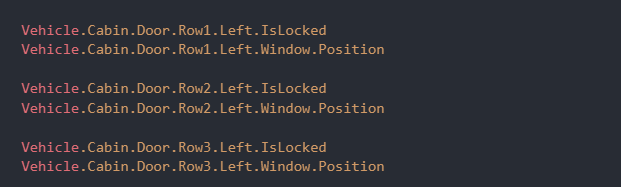 Vehicle.Cabin.Door.Row1.Left.IsLocked
Vehicle.Cabin.Door.Row1.Left.Window.Position
Vehicle.Cabin.Door.Row2.Left.IsLocked
Vehicle.Cabin.Door.Row2.Left.Window.Position
Vehicle.Cabin.Door.Row3.Left.IsLocked
Vehicle.Cabin.Door.Row3.Left.Window.Position